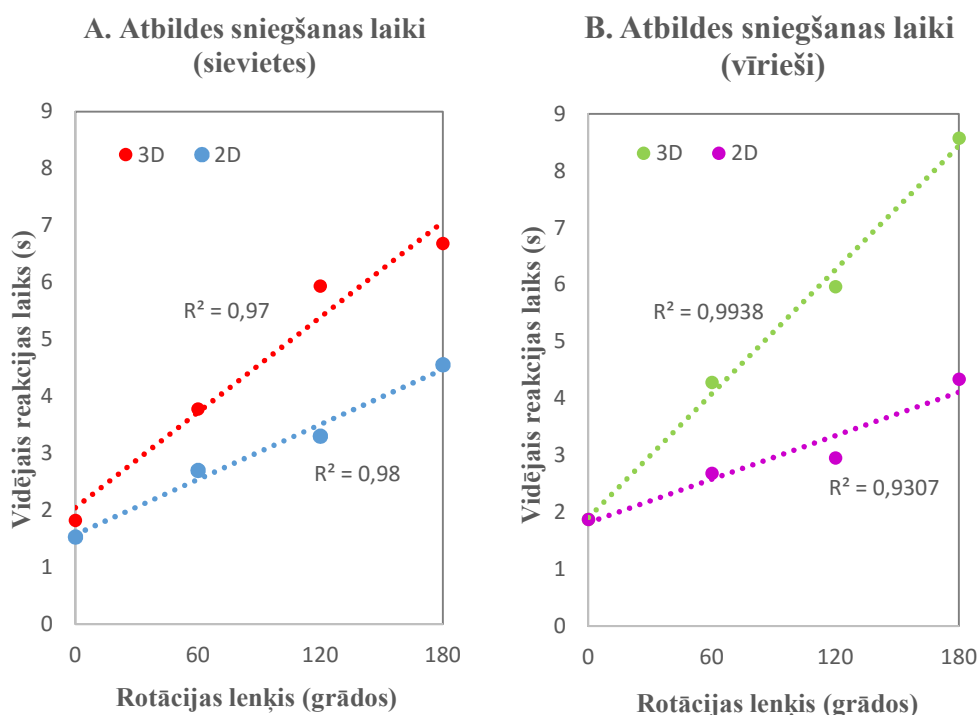 A. Atbildes sniegšanas laiki
(sievietes)
9
8
7
6
5
4
3
2
1
0
Vidējais reakcijas laiks (s)
3D
2D
R² = 0,97
R² = 0,98
0
60
120
180
Rotācijas lenķis (grādos)
B. Atbildes sniegšanas laiki
(vīrieši)
9
8
7
6
5
4
3
2
1
0
Vidējais reakcijas laiks (s)
3D
2D
R² = 0,9938
R² = 0,9307
0
60
120
180
Rotācijas lenķis (grādos)